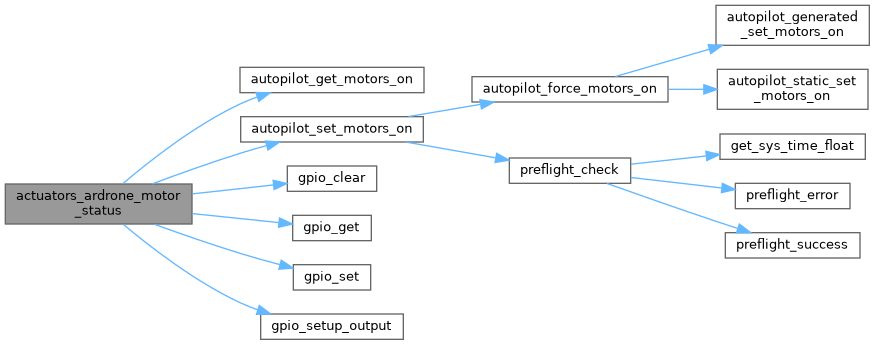 actuators_ardrone_motor
_status
autopilot_get_motors_on
autopilot_set_motors_on
autopilot_force_motors_on
autopilot_generated
_set_motors_on
autopilot_static_set
_motors_on
preflight_check
get_sys_time_float
preflight_error
preflight_success
gpio_clear
gpio_get
gpio_set
gpio_setup_output